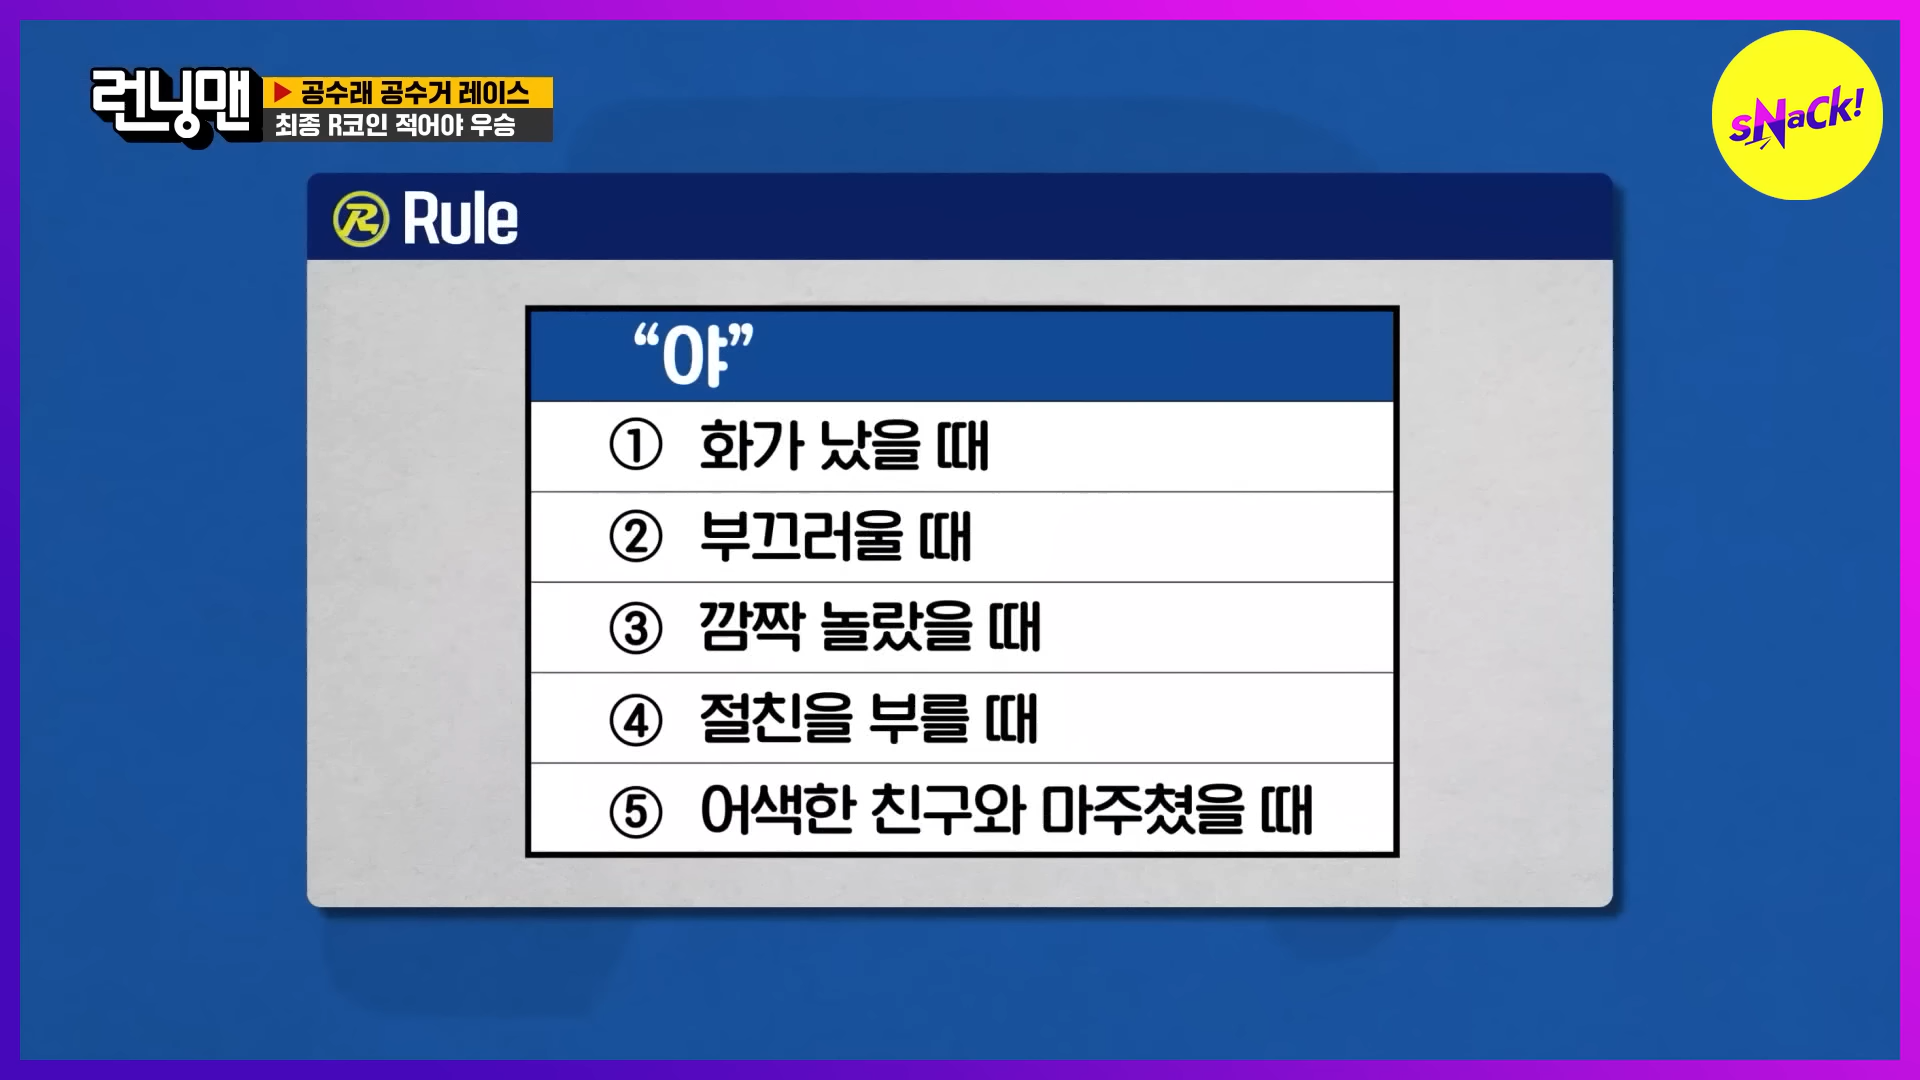 런닝맨
▶ 공수래 공수거 레이스
최종 R코인 적어야 우승
sNaCk!
R Rule
“야”
① 화가 났을 때
② 부끄러울 때
③ 깜짝 놀랐을 때
④ 절친을 부를 때
⑤ 어색한 친구와 마주쳤을 때